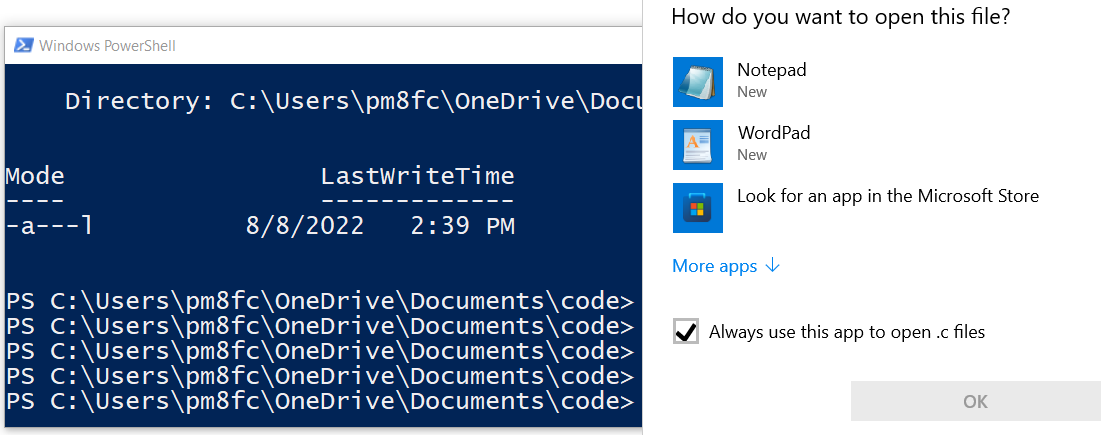 Windows PowerShell
Directory: C:\Users\pm8fc\OneDrive\Docu
Mode LastWriteTime
---- -------------
-a---l 8/8/2022 2:39 PM
PS C:\Users\pm8fc\OneDrive\Documents\code>
PS C:\Users\pm8fc\OneDrive\Documents\code>
PS C:\Users\pm8fc\OneDrive\Documents\code>
PS C:\Users\pm8fc\OneDrive\Documents\code>
PS C:\Users\pm8fc\OneDrive\Documents\code>
How do you want to open this file?
Notepad
New
WordPad
New
Look for an app in the Microsoft Store
More apps ↓
Always use this app to open .c files
OK